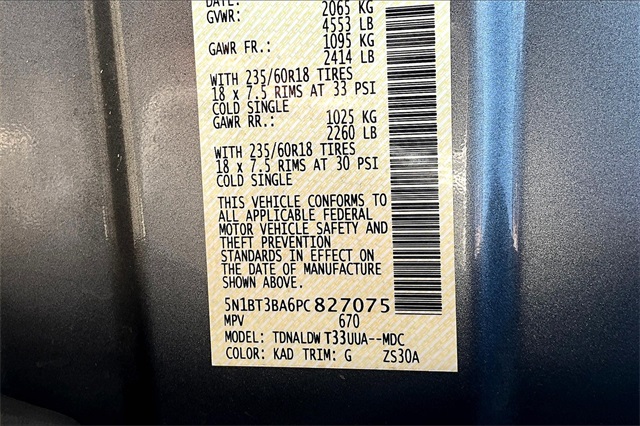 DATE:
2065 KG
GVWR:
4553 LB
1095 KG
GAWR FR.:
2414 LB
WITH 235/60R18 TIRES
18 x 7.5 RIMS AT 33 PSI
COLD SINGLE
1025 KG
GAWR RR.:
2260 LB
WITH 235/60R18 TIRES
18 x 7.5 RIMS AT 30 PSI
COLD SINGLE
THIS VEHICLE CONFORMS TO
ALL APPLICABLE FEDERAL
MOTOR VEHICLE SAFETY AND
THEFT PREVENTION
STANDARDS IN EFFECT ON
THE DATE OF MANUFACTURE
SHOWN ABOVE.
5N1BT3BA6PC827075
MPV 670
MODEL: TDNALDW T33UUA--MDC
COLOR: KAD TRIM: G ZS30A